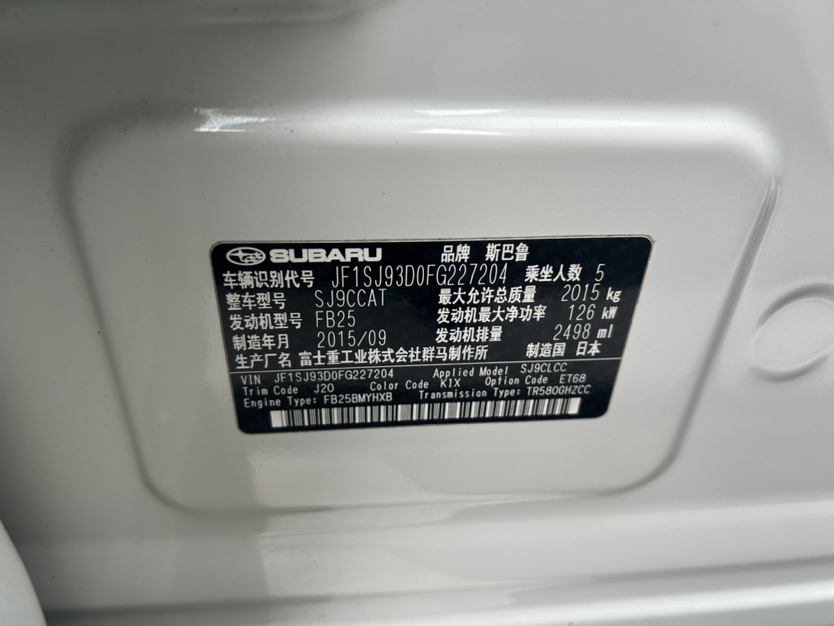 SUBARU 品牌 斯巴鲁
车辆识别代号 JF1SJ93D0FG227204 乘坐人数 5
整车型号 SJ9CCAT 最大允许总质量 2015 kg
发动机型号 FB25 发动机最大净功率 126 kW
制造年月 2015/09 发动机排量 2498 ml
生产厂名 富士重工业株式会社群马制作所 制造国 日本
VIN JF1SJ93D0FG227204 Applied Model SJ9CLCC
Trim Code J20 Color Code K1X Option Code ET68
Engine Type: FB25BMYHXB Transmission Type: TR580GHZCC